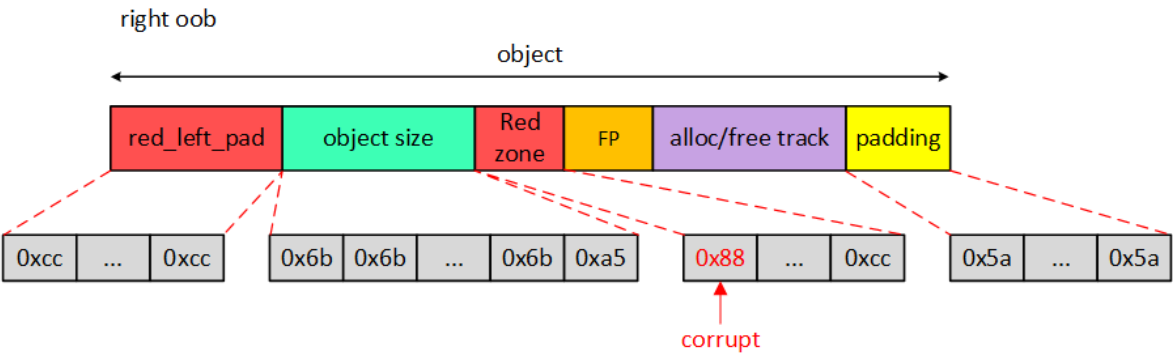 right oob
object
red_left_pad
object size
Red
zone
FP
alloc/free track
padding
0xcc ... 0xcc
0x6b 0x6b ... 0x6b 0xa5
0x88 ... 0xcc
0x5a ... 0x5a
corrupt